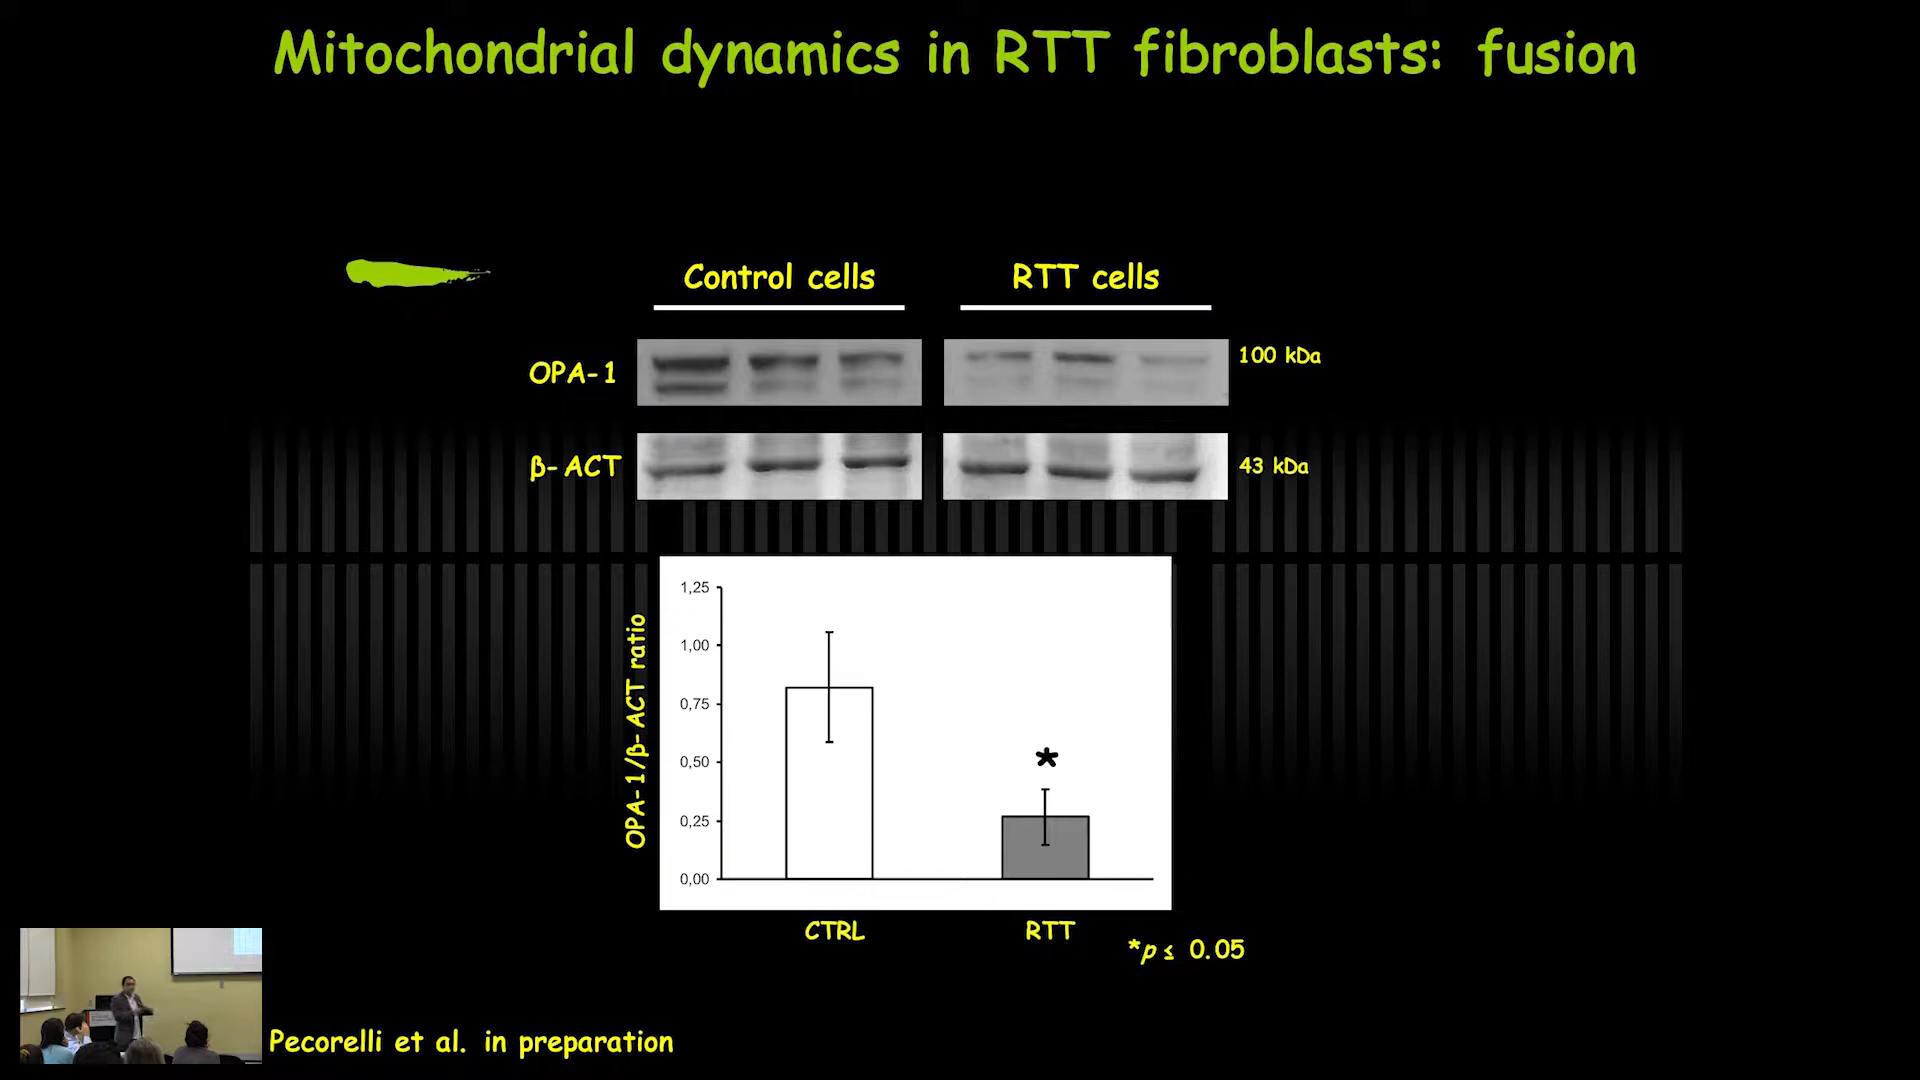 Mitochondrial dynamics in RTT fibroblasts: fusion
Control cells
RTT cells
OPA-1
100 kDa
β-ACT
43 kDa
OPA-1/β-ACT ratio
1,25
1,00
0,75
0,50
0,25
0,00
*
CTRL
RTT
*p ≤ 0.05
Pecorelli et al. in preparation